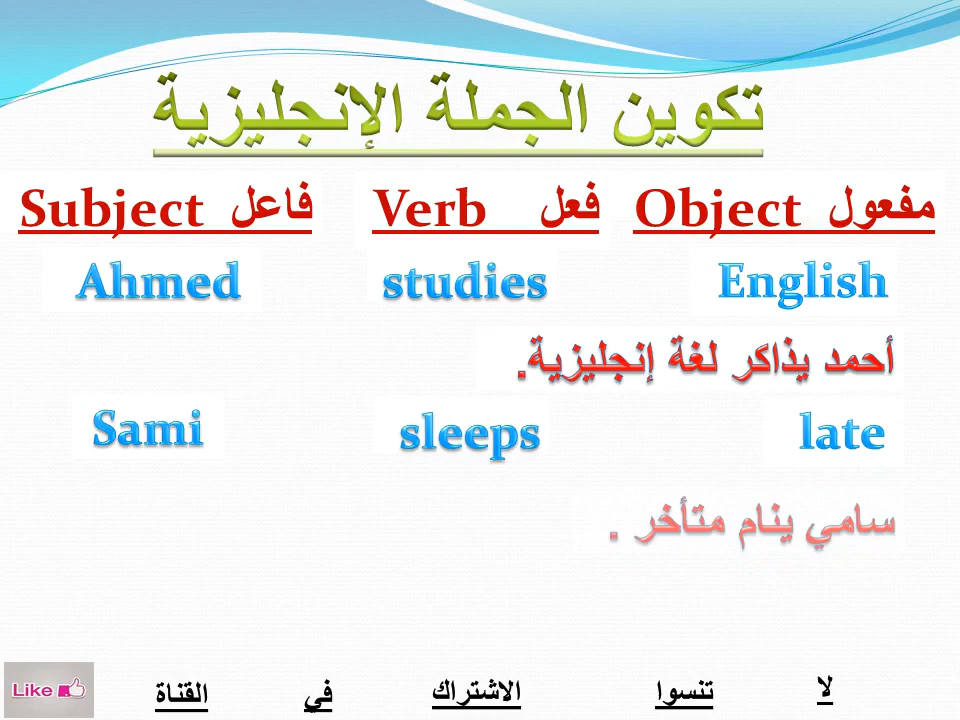 تكوين الجملة الإنجليزية
Subject فاعل Verb فعل Object مفعول
Ahmed studies English
أحمد يذاكر لغة إنجليزية.
Sami sleeps late
سامي ينام متأخر .
Like
لا تنسوا الاشتراك في القناة